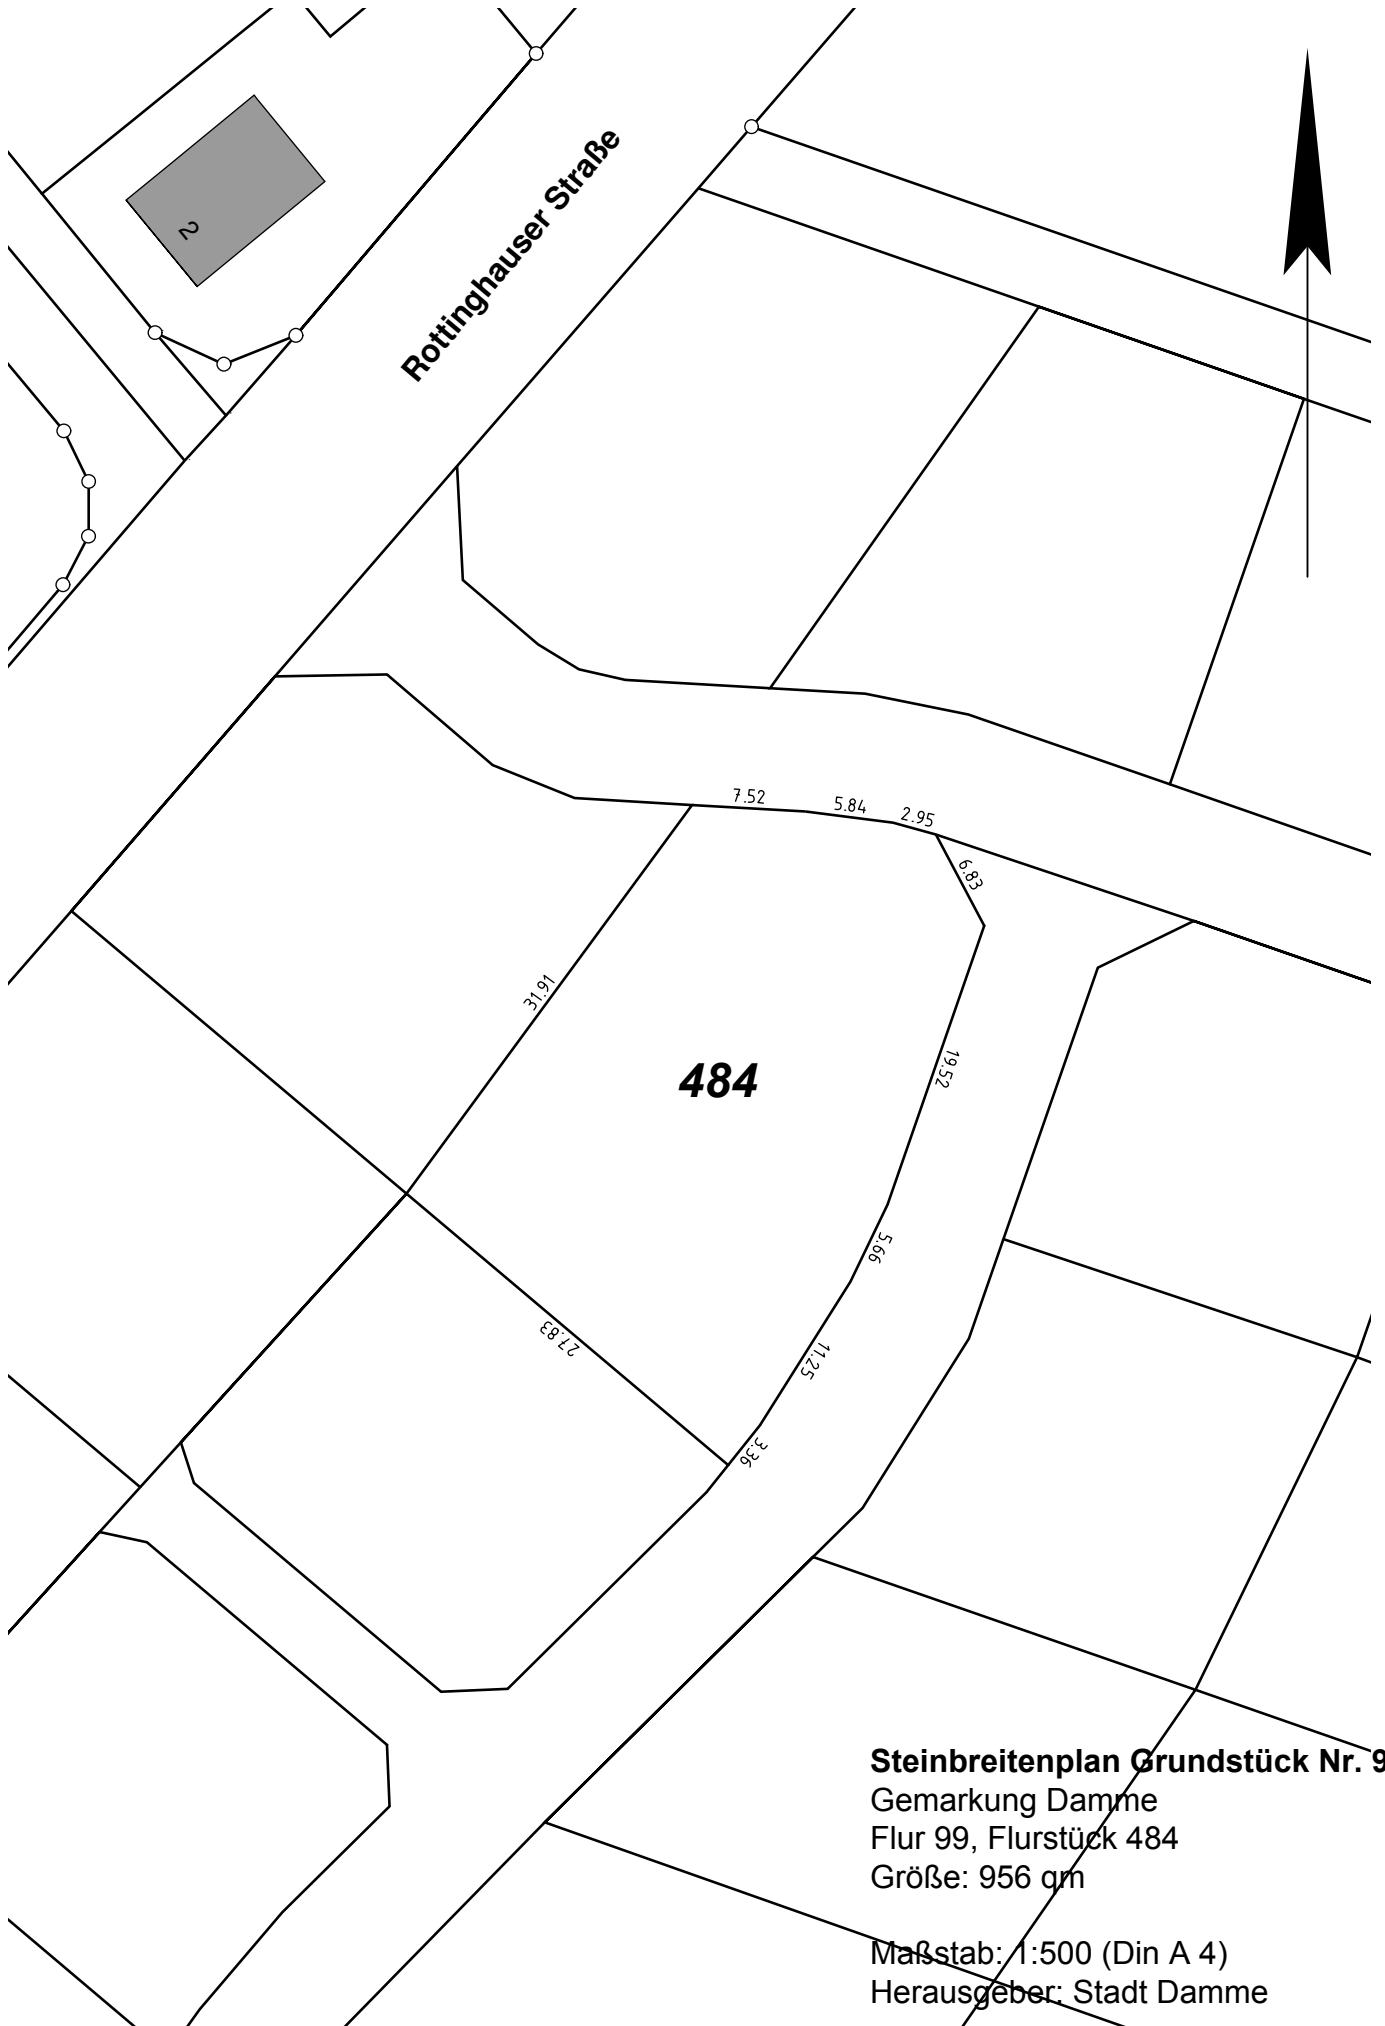 Rottinghauser Straße
2
7.52
5.84
2.95
6.83
31.91
19.52
484
5.66
27.83
11.25
3.36
Steinbreitenplan Grundstück Nr. 9
Gemarkung Damme
Flur 99, Flurstück 484
Größe: 956 qm
Maßstab: 1:500 (Din A 4)
Herausgeber: Stadt Damme